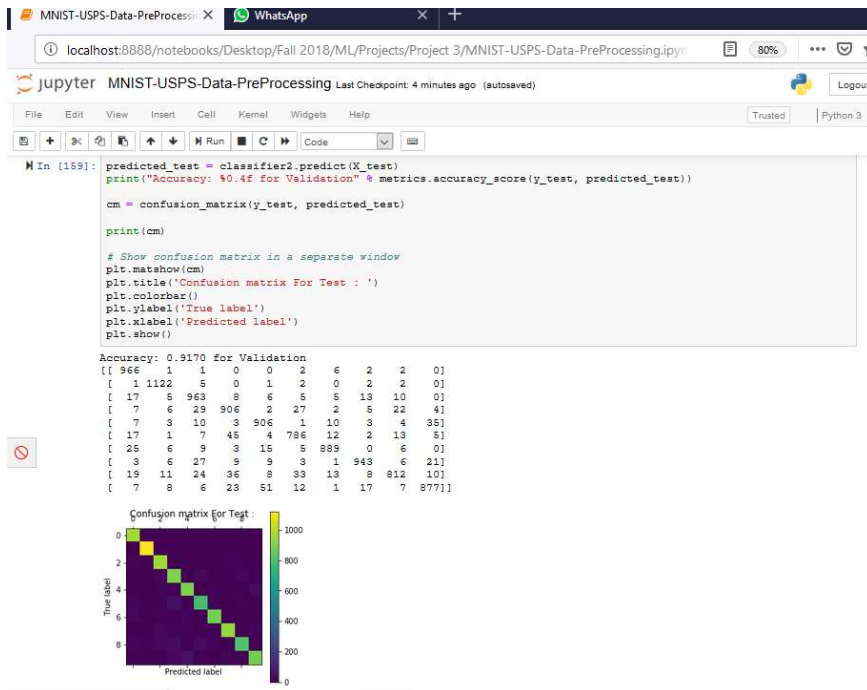 MNIST-USPS-Data-PreProcessi
WhatsApp
localhost:8888/notebooks/Desktop/Fall 2018/ML/Projects/Project 3/MNIST-USPS-Data-PreProcessing.ipyn
80%
jupyter MNIST-USPS-Data-PreProcessing Last Checkpoint: 4 minutes ago (autosaved)
Logou
File Edit View Insert Cell Kernel Widgets Help
Trusted Python 3
Run Code
In [159]: predicted_test = classifier2.predict(X_test)
print("Accuracy: %0.4f for Validation" % metrics.accuracy_score(y_test, predicted_test))
cm = confusion_matrix(y_test, predicted_test)
print(cm)
# Show confusion matrix in a separate window
plt.matshow(cm)
plt.title('Confusion matrix For Test : ')
plt.colorbar()
plt.ylabel('True label')
plt.xlabel('Predicted label')
plt.show()
Accuracy: 0.9170 for Validation
[[ 966 1 1 0 0 2 6 2 2 0]
[ 1 1122 5 0 1 2 0 2 2 0]
[ 17 5 963 8 6 5 5 13 10 0]
[ 7 6 29 906 2 27 2 5 22 4]
[ 7 3 10 3 906 1 10 3 4 35]
[ 17 1 7 45 4 786 12 2 13 5]
[ 25 6 9 3 15 5 889 0 6 0]
[ 3 6 27 9 9 3 1 943 6 21]
[ 19 11 24 36 8 33 13 8 812 10]
[ 7 8 6 23 51 12 1 17 7 877]]
Confusion matrix For Test :
0 2 4 6 8
0
2
4
6
8
True label
Predicted label
1000
800
600
400
200
0